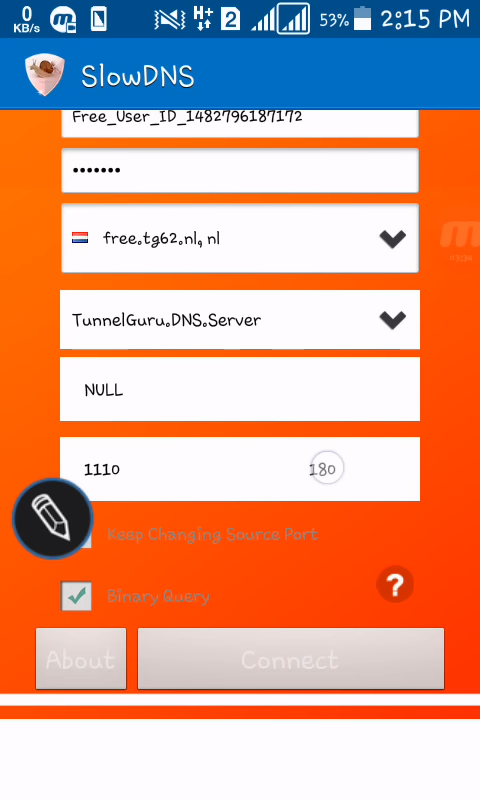 0
KB/s
H+
2
53%
2:15 PM
SlowDNS
Free_User_ID_1482796187172
•••••••
free.tg62.nl, nl
m
TunnelGuru.DNS.Server
NULL
1110 180
Keep Changing Source Port
Binary Query
?
About Connect